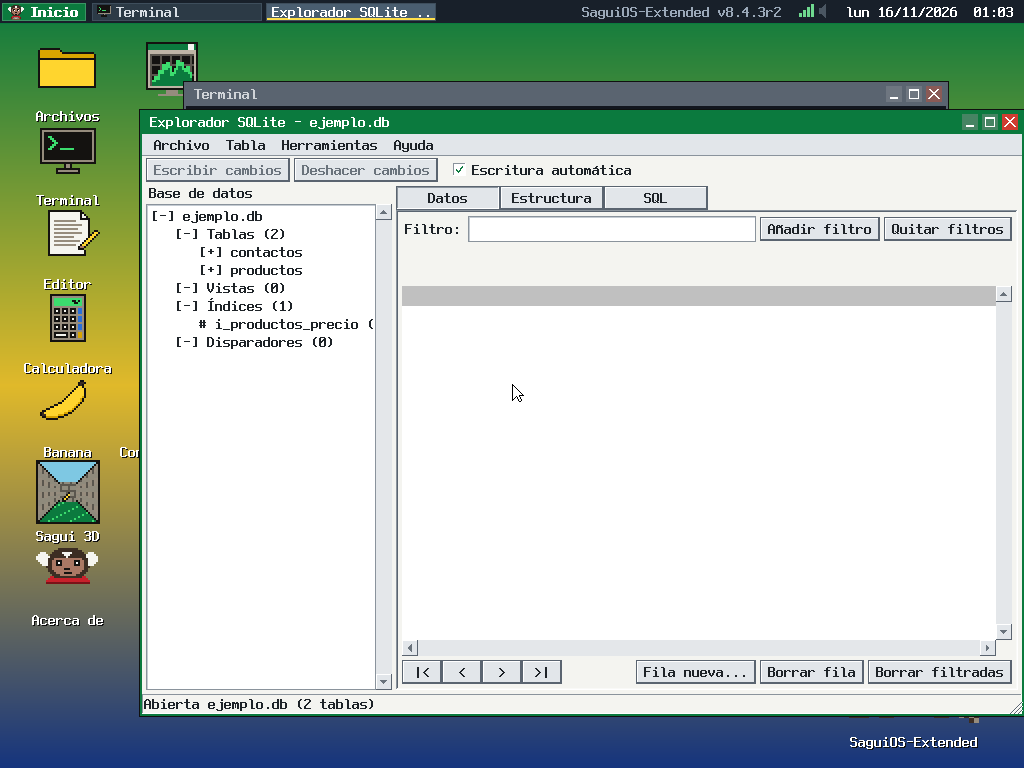 Inicio
Terminal
Explorador SQLite ..
SaguiOS-Extended v8.4.3r2
lun 16/11/2026 01:03
Archivos
Terminal
Editor
Calculadora
Banana
Sagui 3D
Acerca de
SaguiOS-Extended
Terminal
Explorador SQLite - ejemplo.db
Archivo Tabla Herramientas Ayuda
Escribir cambios Deshacer cambios Escritura automática
Base de datos
[-] ejemplo.db
[-] Tablas (2)
[+] contactos
[+] productos
[-] Vistas (0)
[-] Índices (1)
# i_productos_precio (
[-] Disparadores (0)
Datos Estructura SQL
Filtro: Añadir filtro Quitar filtros
|< < > >| Fila nueva... Borrar fila Borrar filtradas
Abierta ejemplo.db (2 tablas)